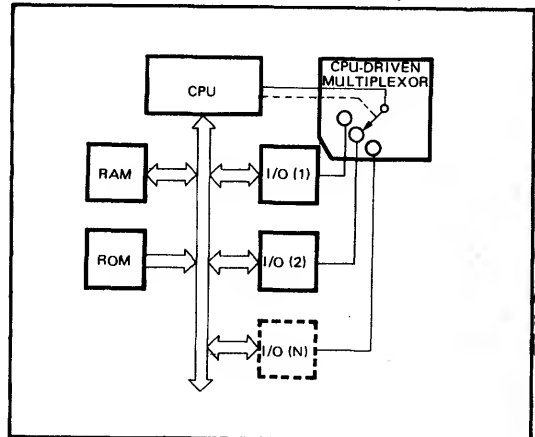 CPU-DRIVEN
MULTIPLEXOR
CPU
RAM
I/O (1)
ROM
I/O (2)
I/O (N)